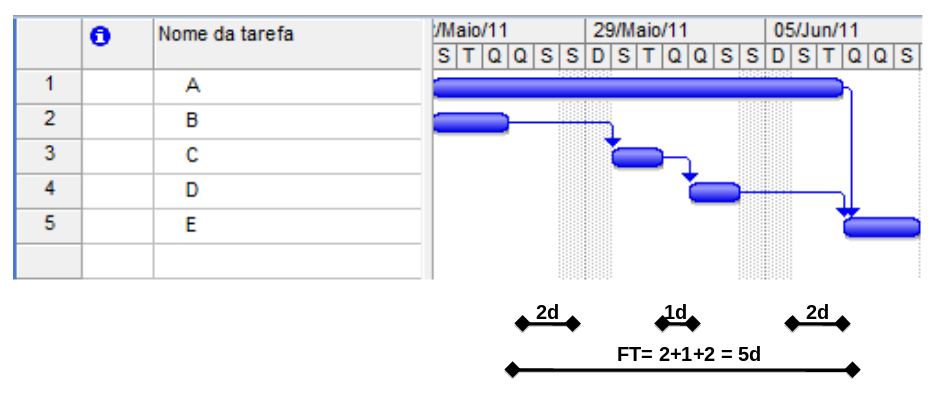 Nome da tarefa
/Maio/11 29/Maio/11 05/Jun/11
S T Q Q S S D S T Q Q S S D S T Q Q S
1 A
2 B
3 C
4 D
5 E
2d 1d 2d
FT= 2+1+2 = 5d